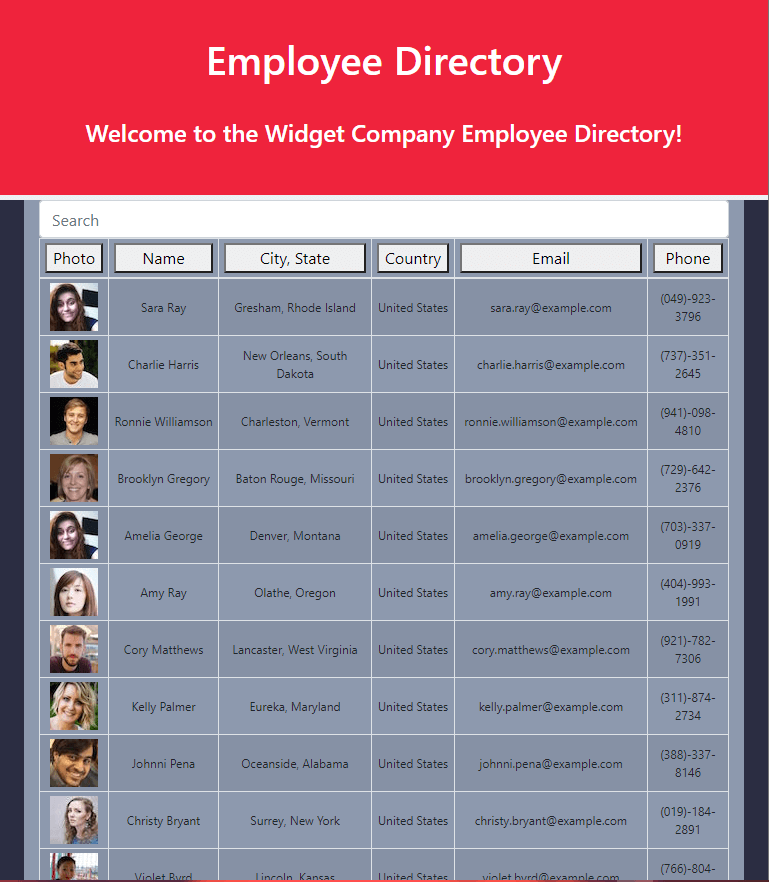 Employee Directory
Welcome to the Widget Company Employee Directory!
Search
Photo Name City, State Country Email Phone
Sara Ray Gresham, Rhode Island United States sara.ray@example.com (049)-923-
3796
Charlie Harris New Orleans, South United States charlie.harris@example.com (737)-351-
Dakota 2645
Ronnie Williamson Charleston, Vermont United States ronnie.williamson@example.com (941)-098-
4810
Brooklyn Gregory Baton Rouge, Missouri United States brooklyn.gregory@example.com (729)-642-
2376
Amelia George Denver, Montana United States amelia.george@example.com (703)-337-
0919
Amy Ray Olathe, Oregon United States amy.ray@example.com (404)-993-
1991
Cory Matthews Lancaster, West Virginia United States cory.matthews@example.com (921)-782-
7306
Kelly Palmer Eureka, Maryland United States kelly.palmer@example.com (311)-874-
2734
Johnni Pena Oceanside, Alabama United States johnni.pena@example.com (388)-337-
8146
Christy Bryant Surrey, New York United States christy.bryant@example.com (019)-184-
2891
Violet Byrd Lincoln, Kansas United States violet.byrd@example.com (766)-804-